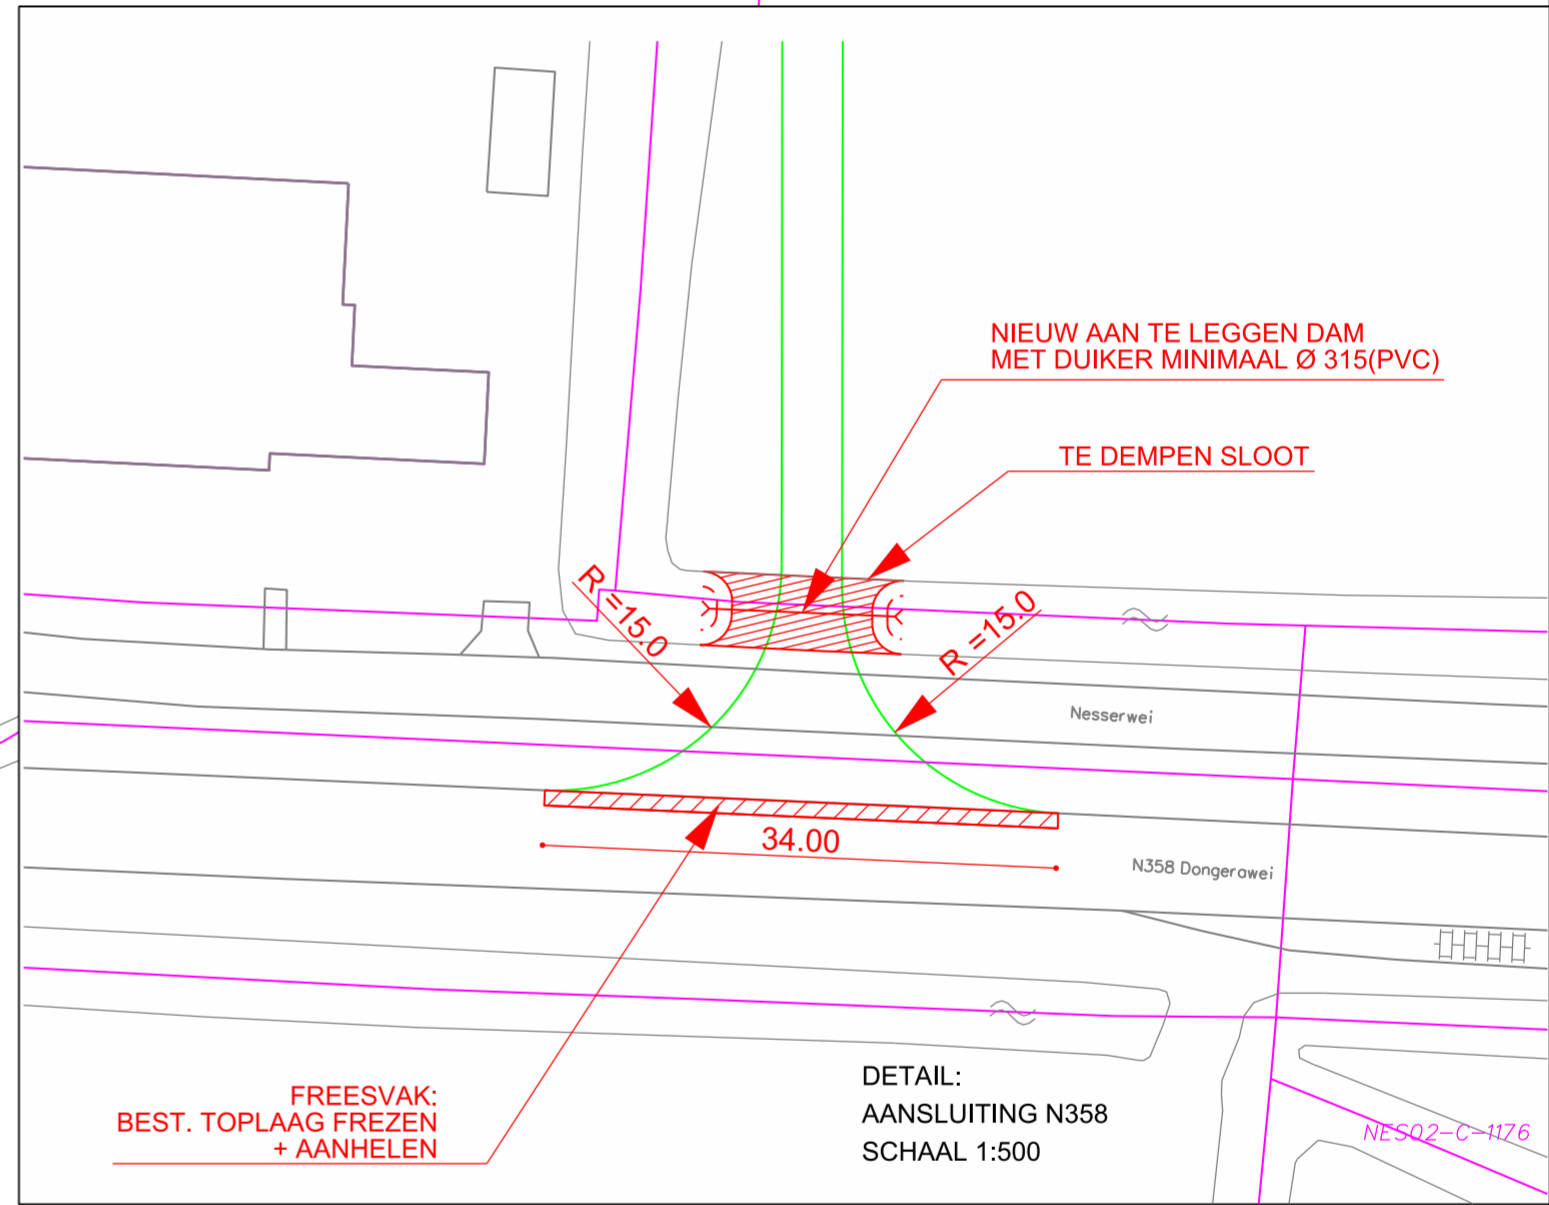 NIEUW AAN TE LEGGEN DAM
MET DUIKER MINIMAAL Ø 315(PVC)
TE DEMPEN SLOOT
R =15.0
R =15.0
Nesserwei
34.00
N358 Dongerawei
FREESVAK:
BEST. TOPLAAG FREZEN
+ AANHELEN
DETAIL:
AANSLUITING N358
SCHAAL 1:500
NES02-C-1176